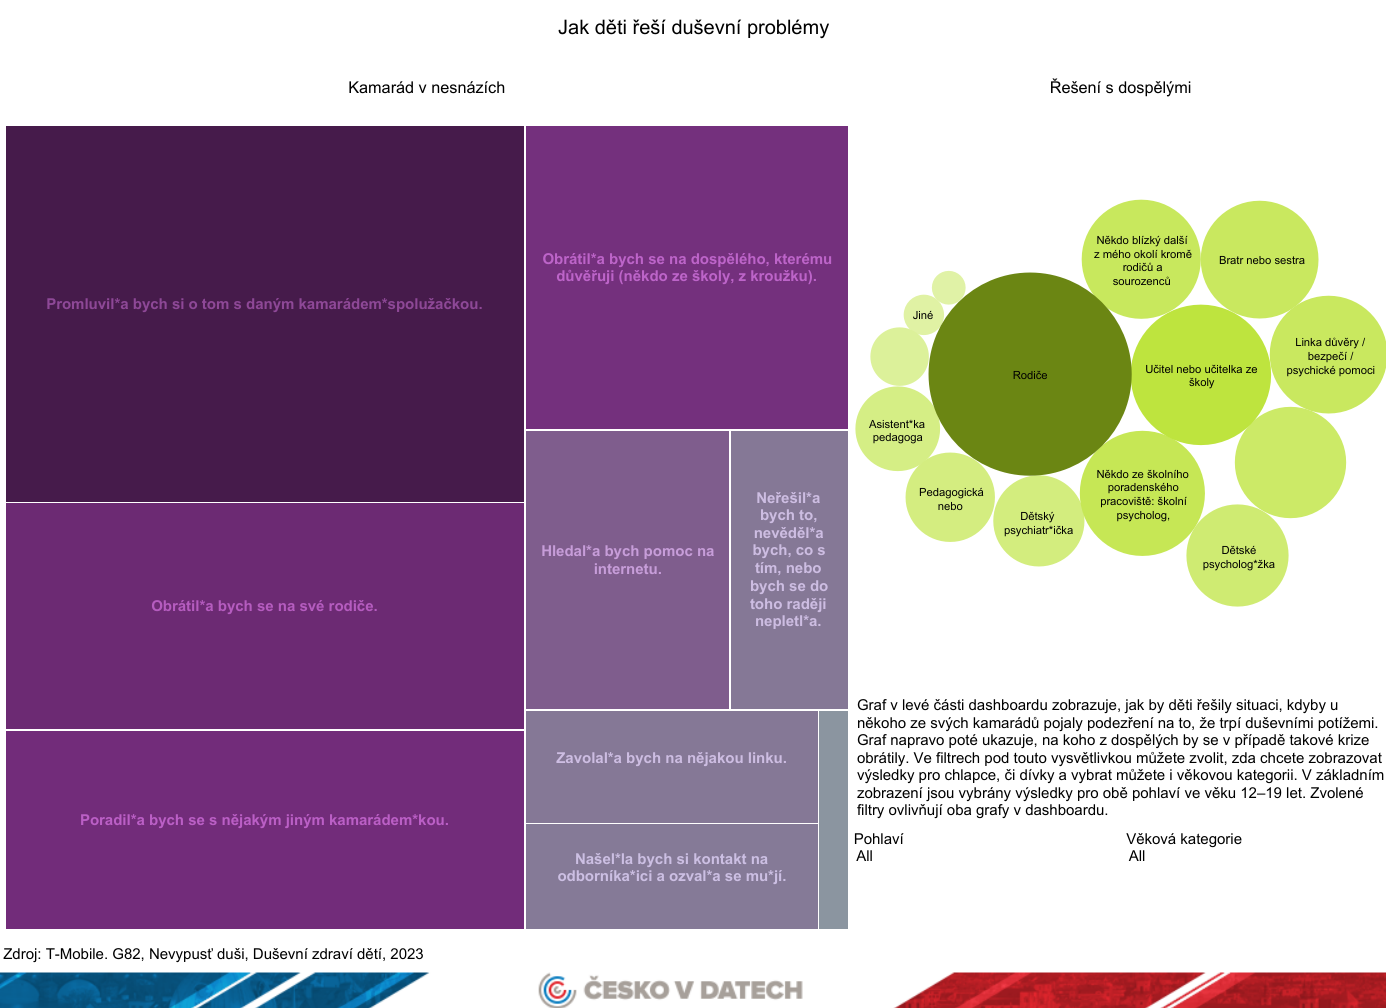 Jak děti řeší duševní problémy
Kamarád v nesnázích
Řešení s dospělými
Promluvil*a bych si o tom s daným kamarádem*spolužačkou.
Obrátil*a bych se na své rodiče.
Poradil*a bych se s nějakým jiným kamarádem*kou.
Obrátil*a bych se na dospělého, kterému
důvěřuji (někdo ze školy, z kroužku).
Hledal*a bych pomoc na
internetu.
Neřešil*a
bych to,
nevěděl*a
bych, co s
tím, nebo
bych se do
toho raději
nepletl*a.
Zavolal*a bych na nějakou linku.
Našel*la bych si kontakt na
odborníka*ici a ozval*a se mu*jí.
Někdo blízký další
z mého okolí kromě
rodičů a
sourozenců
Bratr nebo sestra
Jiné
Rodiče
Učitel nebo učitelka ze
školy
Linka důvěry /
bezpečí /
psychické pomoci
Asistent*ka
pedagoga
Pedagogická
nebo
Dětský
psychiatr*ička
Někdo ze školního
poradenského
pracoviště: školní
psycholog,
Dětské
psycholog*žka
Graf v levé části dashboardu zobrazuje, jak by děti řešily situaci, kdyby u
někoho ze svých kamarádů pojaly podezření na to, že trpí duševními potížemi.
Graf napravo poté ukazuje, na koho z dospělých by se v případě takové krize
obrátily. Ve filtrech pod touto vysvětlivkou můžete zvolit, zda chcete zobrazovat
výsledky pro chlapce, či dívky a vybrat můžete i věkovou kategorii. V základním
zobrazení jsou vybrány výsledky pro obě pohlaví ve věku 12–19 let. Zvolené
filtry ovlivňují oba grafy v dashboardu.
Pohlaví
All
Věková kategorie
All
Zdroj: T-Mobile. G82, Nevypusť duši, Duševní zdraví dětí, 2023
ČESKO V DATECH